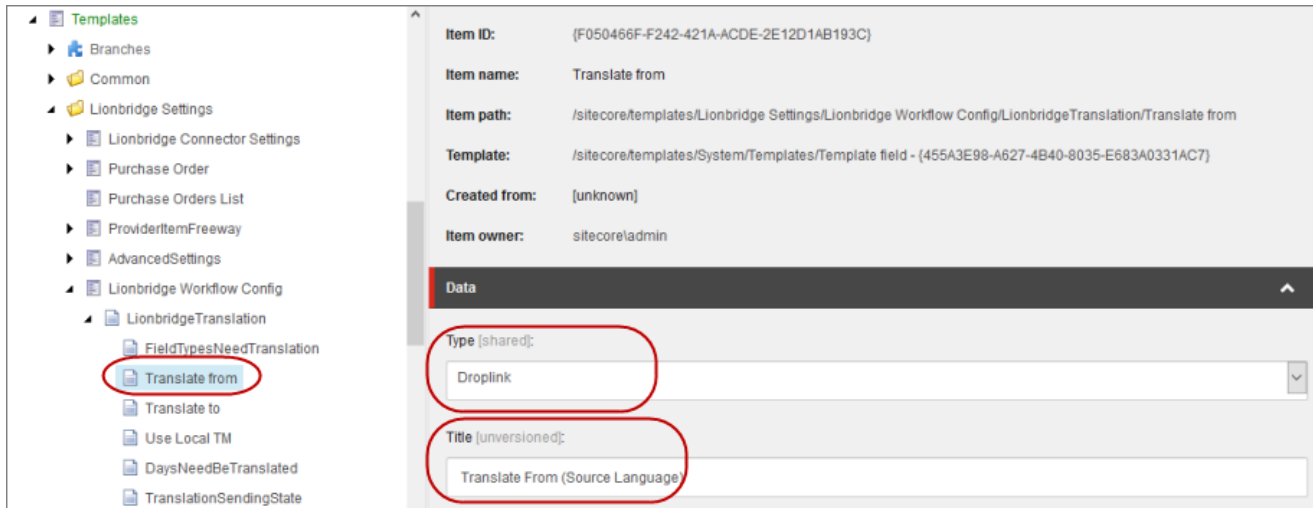 Templates
Branches
Common
Lionbridge Settings
Lionbridge Connector Settings
Purchase Order
Purchase Orders List
ProviderItemFreeway
AdvancedSettings
Lionbridge Workflow Config
LionbridgeTranslation
FieldTypesNeedTranslation
Translate from
Translate to
Use Local TM
DaysNeedBeTranslated
TranslationSendingState
Item ID: {F050466F-F242-421A-ACDE-2E12D1AB193C}
Item name: Translate from
Item path: /sitecore/templates/Lionbridge Settings/Lionbridge Workflow Config/LionbridgeTranslation/Translate from
Template: /sitecore/templates/System/Templates/Template field - {455A3E98-A627-4B40-8035-E683A0331AC7}
Created from: [unknown]
Item owner: sitecore\admin
Data
Type [shared]:
Droplink
Title [unversioned]:
Translate From (Source Language)